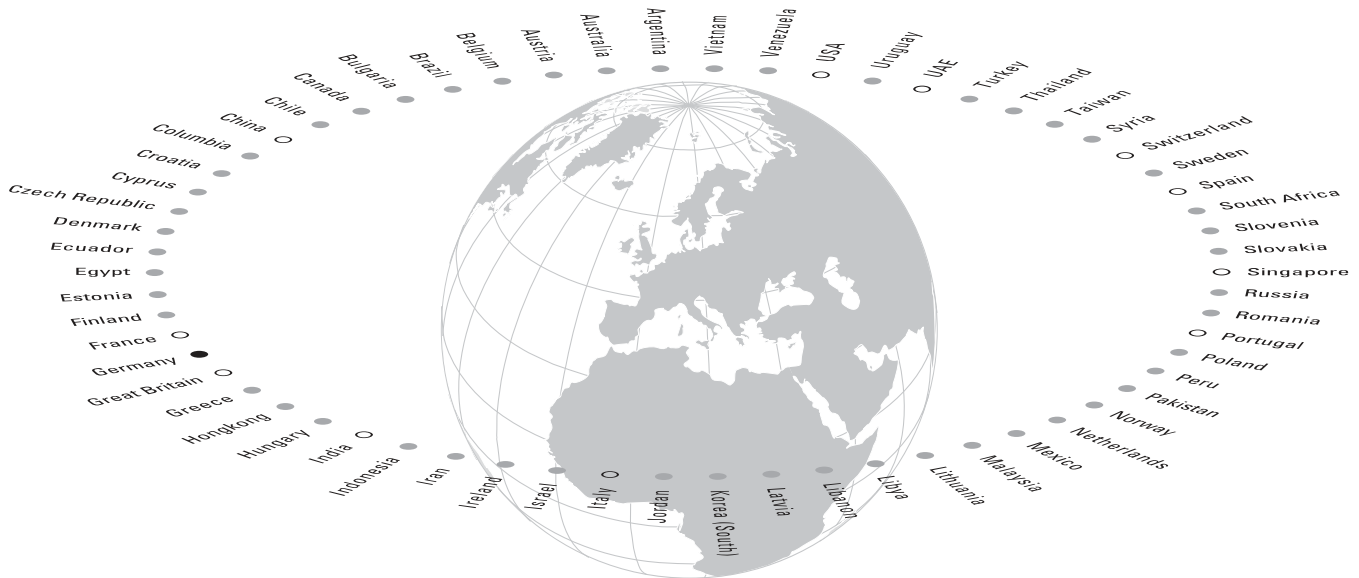 Argentina
Australia
Austria
Belgium
Brazil
Bulgaria
Canada
Chile
China
Columbia
Croatia
Cyprus
Czech Republic
Denmark
Ecuador
Egypt
Estonia
Finland
France
Germany
Great Britain
Greece
Hongkong
Hungary
India
Indonesia
Iran
Ireland
Israel
Italy
Jordan
Korea (South)
Latvia
Libanon
Libya
Lithuania
Malaysia
Mexico
Netherlands
Norway
Pakistan
Peru
Poland
Portugal
Romania
Russia
Singapore
Slovakia
Slovenia
South Africa
Spain
Sweden
Switzerland
Syria
Taiwan
Thailand
Turkey
UAE
Uruguay
USA
Venezuela
Vietnam